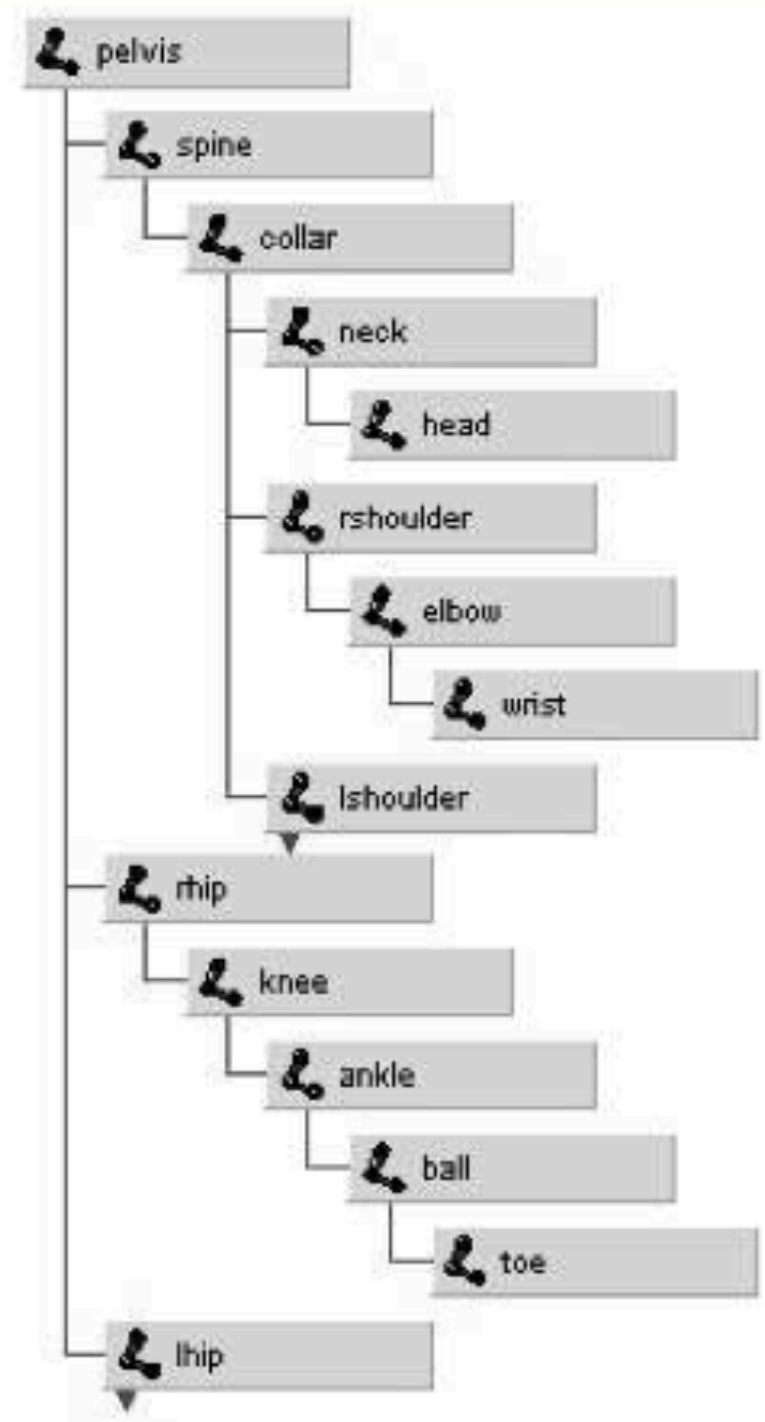 pelvis
spine
collar
neck
head
rshoulder
elbow
wrist
lshoulder
rhip
knee
ankle
ball
toe
lhip